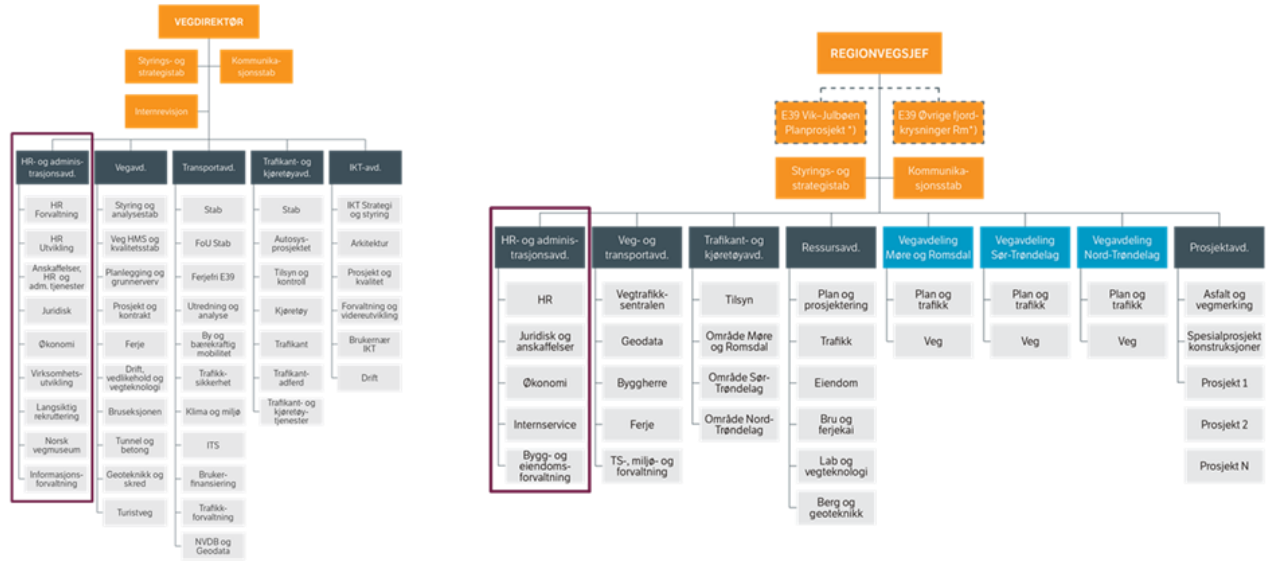 VEGDIREKTØR
Styrings- og
strategistab
Kommunika-
sjonsstab
Internrevisjon
HR- og adminis-
trasjonsavd.
HR
Forvaltning
HR
Utvikling
Anskaffelser,
HR og
adm. tjenester
Juridisk
Økonomi
Virksomhets-
utvikling
Langsiktig
rekruttering
Norsk
vegmuseum
Informasjons-
forvaltning
Vegavd.
Styring og
analysestab
Veg HMS og
kvalitetsstab
Planlegging og
grunnerverv
Prosjekt og
kontrakt
Ferje
Drift,
vedlikehold og
vegteknologi
Bruseksjonen
Tunnel og
betong
Geoteknikk og
skred
Turistveg
Transportavd.
Stab
FoU Stab
Ferjefri E39
Utredning og
analyse
By og
bærekraftig
mobilitet
Trafikk-
sikkerhet
Klima og miljø
ITS
Bruker-
finansiering
Trafikk-
forvaltning
NVDB og
Geodata
Trafikant- og
kjøretøyavd.
Stab
Autosys-
prosjektet
Tilsyn og
kontroll
Kjøretøy
Trafikant
Trafikant-
adferd
Trafikant- og
kjøretøy-
tjenester
IKT-avd.
IKT Strategi
og styring
Arkitektur
Prosjekt og
kvalitet
Forvaltning og
videreutvikling
Brukernær
IKT
Drift
REGIONVEGSJEF
E39 Vik–Julbøen
Planprosjekt *)
E39 Øvrige fjord-
krysninger Rm*)
Styrings- og
strategistab
Kommunika-
sjonsstab
HR- og adminis-
trasjonsavd.
HR
Juridisk og
anskaffelser
Økonomi
Internservice
Bygg- og
eiendoms-
forvaltning
Veg- og
transportavd.
Vegtrafikk-
sentralen
Geodata
Byggherre
Ferje
TS-, miljø- og
forvaltning
Trafikant- og
kjøretøyavd.
Tilsyn
Område Møre
og Romsdal
Område Sør-
Trøndelag
Område Nord-
Trøndelag
Ressursavd.
Plan og
prosjektering
Trafikk
Eiendom
Bru og
ferjekai
Lab og
vegteknologi
Berg og
geoteknikk
Vegavdeling
Møre og Romsdal
Plan og
trafikk
Veg
Vegavdeling
Sør-Trøndelag
Plan og
trafikk
Veg
Vegavdeling
Nord-Trøndelag
Plan og
trafikk
Veg
Prosjektavd.
Asfalt og
vegmerking
Spesialprosjekt
konstruksjoner
Prosjekt 1
Prosjekt 2
Prosjekt N